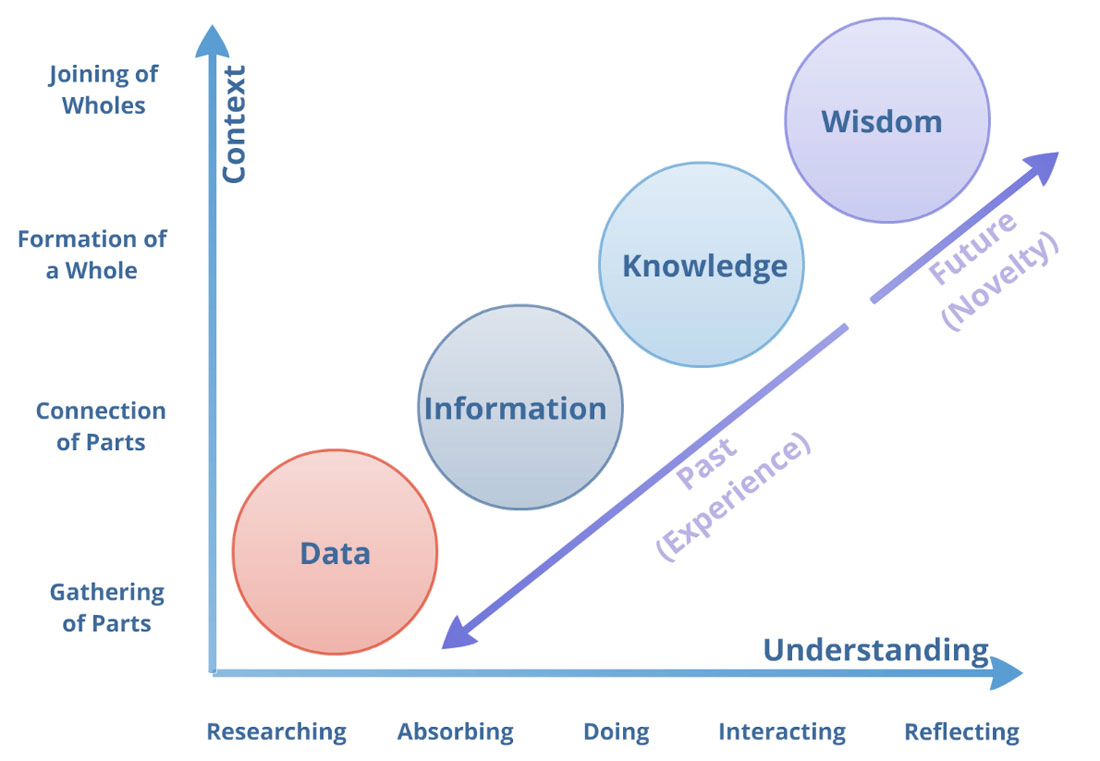 Joining of
Wholes
Context
Wisdom
Formation of
a Whole
Knowledge
Future
(Novelty)
Connection
of Parts
Information
Past
(Experience)
Data
Gathering
of Parts
Understanding
Researching
Absorbing
Doing
Interacting
Reflecting